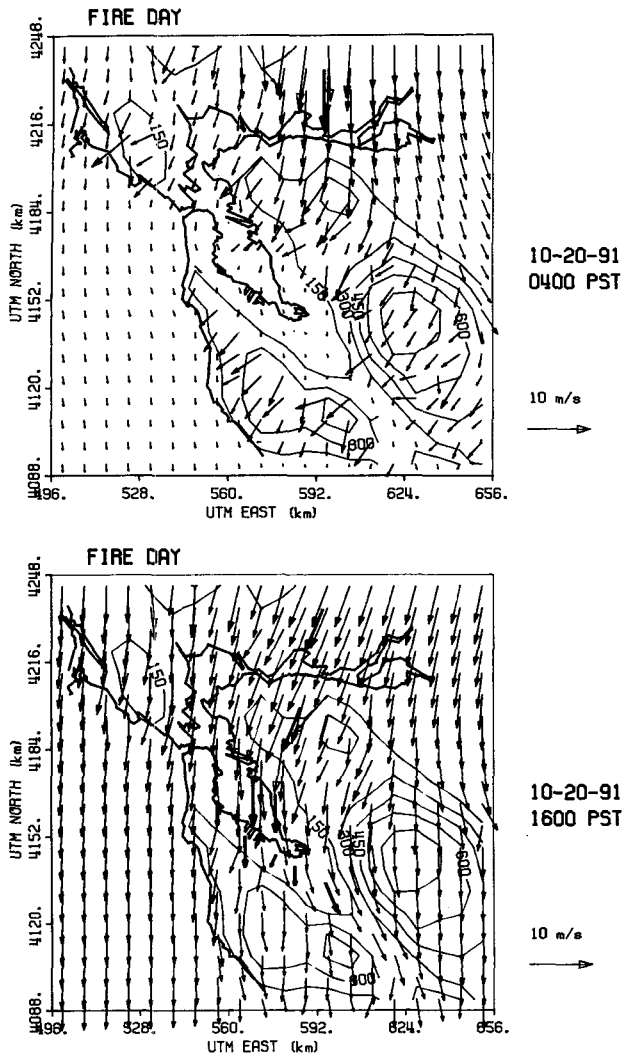 FIRE DAY
4248.
4216.
4184.
4152.
4120.
4088.
UTM NORTH (km)
150
150
300
450
600
800
496. 528. 560. 592. 624. 656.
UTM EAST (km)
10-20-91
0400 PST
10 m/s
FIRE DAY
4248.
4216.
4184.
4152.
4120.
4088.
UTM NORTH (km)
150
150
300
450
600
496. 528. 560. 592. 624. 656.
UTM EAST (km)
10-20-91
1600 PST
10 m/s